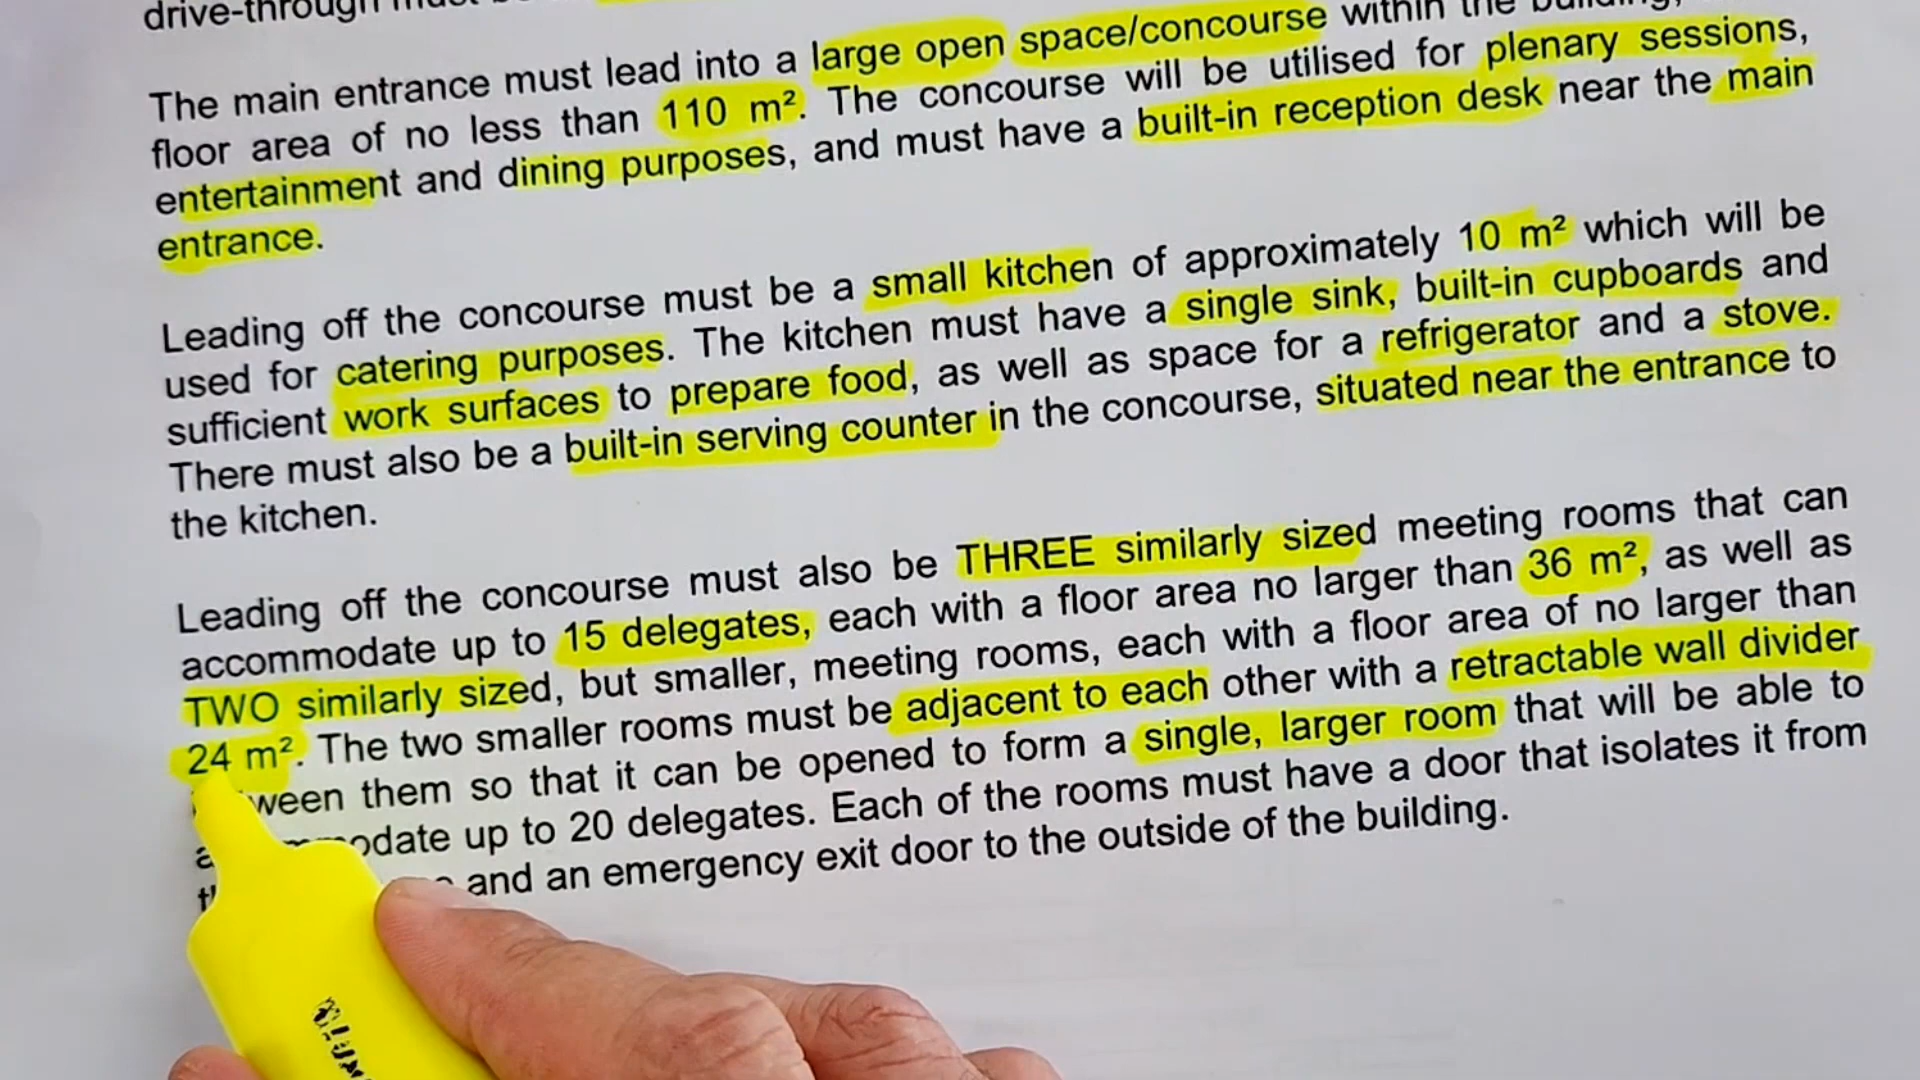 drive-through must be
The main entrance must lead into a large open space/concourse within the building,
floor area of no less than 110 m². The concourse will be utilised for plenary sessions,
entertainment and dining purposes, and must have a built-in reception desk near the main
entrance.
Leading off the concourse must be a small kitchen of approximately 10 m² which will be
used for catering purposes. The kitchen must have a single sink, built-in cupboards and
sufficient work surfaces to prepare food, as well as space for a refrigerator and a stove.
There must also be a built-in serving counter in the concourse, situated near the entrance to
the kitchen.
Leading off the concourse must also be THREE similarly sized meeting rooms that can
accommodate up to 15 delegates, each with a floor area no larger than 36 m², as well as
TWO similarly sized, but smaller, meeting rooms, each with a floor area of no larger than
24 m². The two smaller rooms must be adjacent to each other with a retractable wall divider
ween them so that it can be opened to form a single, larger room that will be able to
odate up to 20 delegates. Each of the rooms must have a door that isolates it from
and an emergency exit door to the outside of the building.